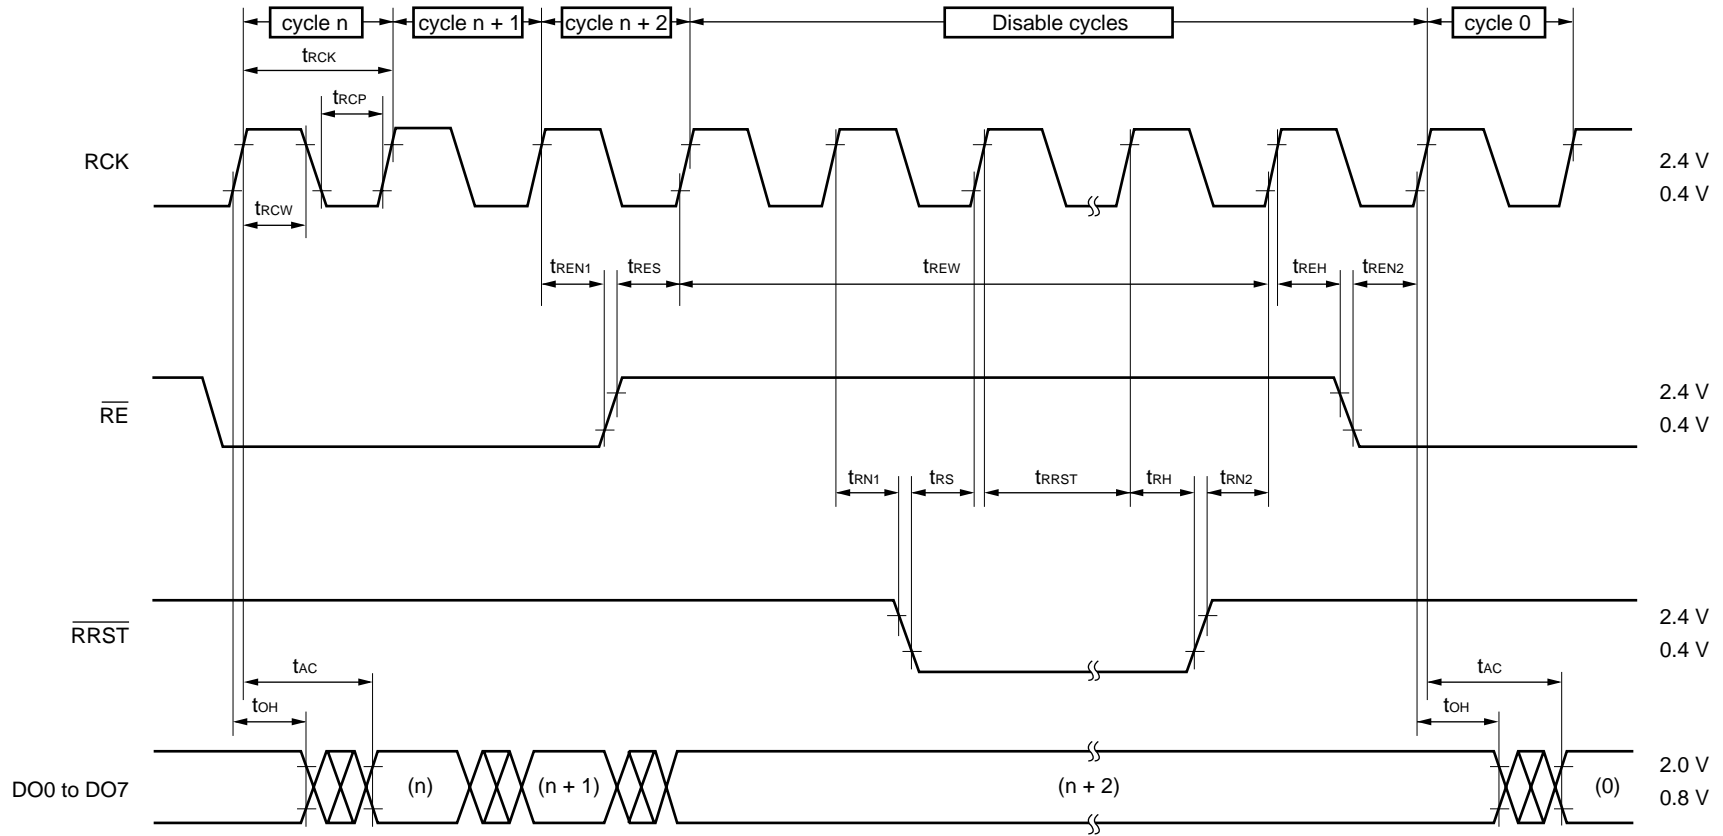 cycle n cycle n + 1 cycle n + 2 Disable cycles cycle 0
tRCK
tRCP
RCK
2.4 V
0.4 V
tRCW
tREN1 tRES tREW tREH tREN2
RE
2.4 V
0.4 V
tRN1 tRS tRRST tRH tRN2
RRST
2.4 V
0.4 V
tAC tAC
tOH tOH
DO0 to DO7 (n) (n + 1) (n + 2) (0)
2.0 V
0.8 V